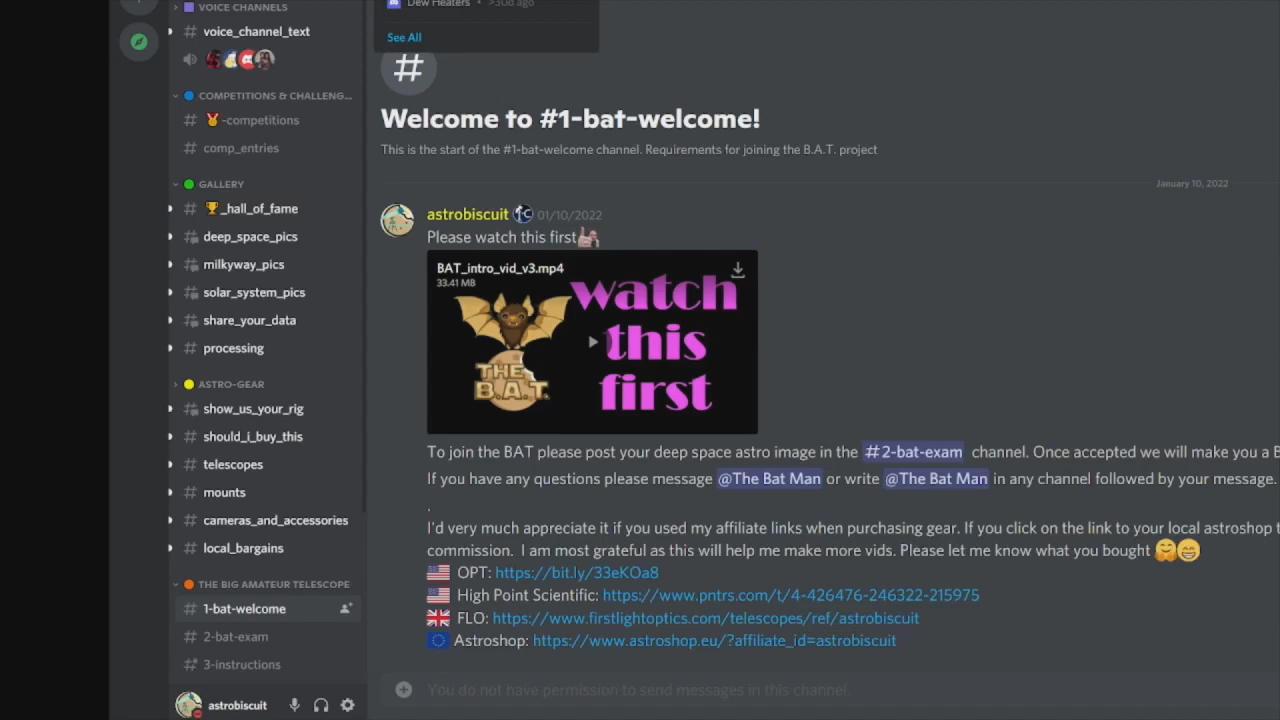 VOICE CHANNELS
voice_channel_text
COMPETITIONS & CHALLENG...
-competitions
comp_entries
GALLERY
_hall_of_fame
deep_space_pics
milkyway_pics
solar_system_pics
share_your_data
processing
ASTRO-GEAR
show_us_your_rig
should_i_buy_this
telescopes
mounts
cameras_and_accessories
local_bargains
THE BIG AMATEUR TELESCOPE
1-bat-welcome
2-bat-exam
3-instructions
astrobiscuit
Dew Heaters • >30d ago
See All
#
Welcome to #1-bat-welcome!
This is the start of the #1-bat-welcome channel. Requirements for joining the B.A.T. project
January 10, 2022
astrobiscuit 01/10/2022
Please watch this first
BAT_intro_vid_v3.mp4
33.41 MB
THE
B.A.T.
watch
this
first
To join the BAT please post your deep space astro image in the #2-bat-exam channel. Once accepted we will make you a
If you have any questions please message @The Bat Man or write @The Bat Man in any channel followed by your message.
.
I'd very much appreciate it if you used my affiliate links when purchasing gear. If you click on the link to your local astroshop
commission. I am most grateful as this will help me make more vids. Please let me know what you bought 🤗😁
🇺🇸 OPT: https://bit.ly/33eKOa8
🇺🇸 High Point Scientific: https://www.pntrs.com/t/4-426476-246322-215975
🇬🇧 FLO: https://www.firstlightoptics.com/telescopes/ref/astrobiscuit
🇪🇺 Astroshop: https://www.astroshop.eu/?affiliate_id=astrobiscuit
You do not have permission to send messages in this channel.